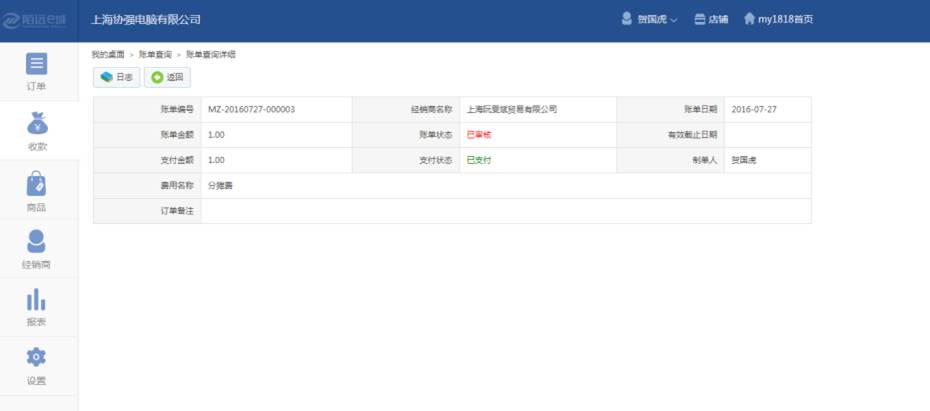 陌远e城
上海协强电脑有限公司
贺国虎 店铺 my1818首页
我的桌面 > 账单查询 > 账单查询详细
日志 返回
订单
收款
商品
经销商
报表
设置
账单编号 MZ-20160727-000003 经销商名称 上海阮斐斌贸易有限公司 账单日期 2016-07-27
账单金额 1.00 账单状态 已审核 有效截止日期
支付金额 1.00 支付状态 已支付 制单人 贺国虎
费用名称 分摊费
订单备注